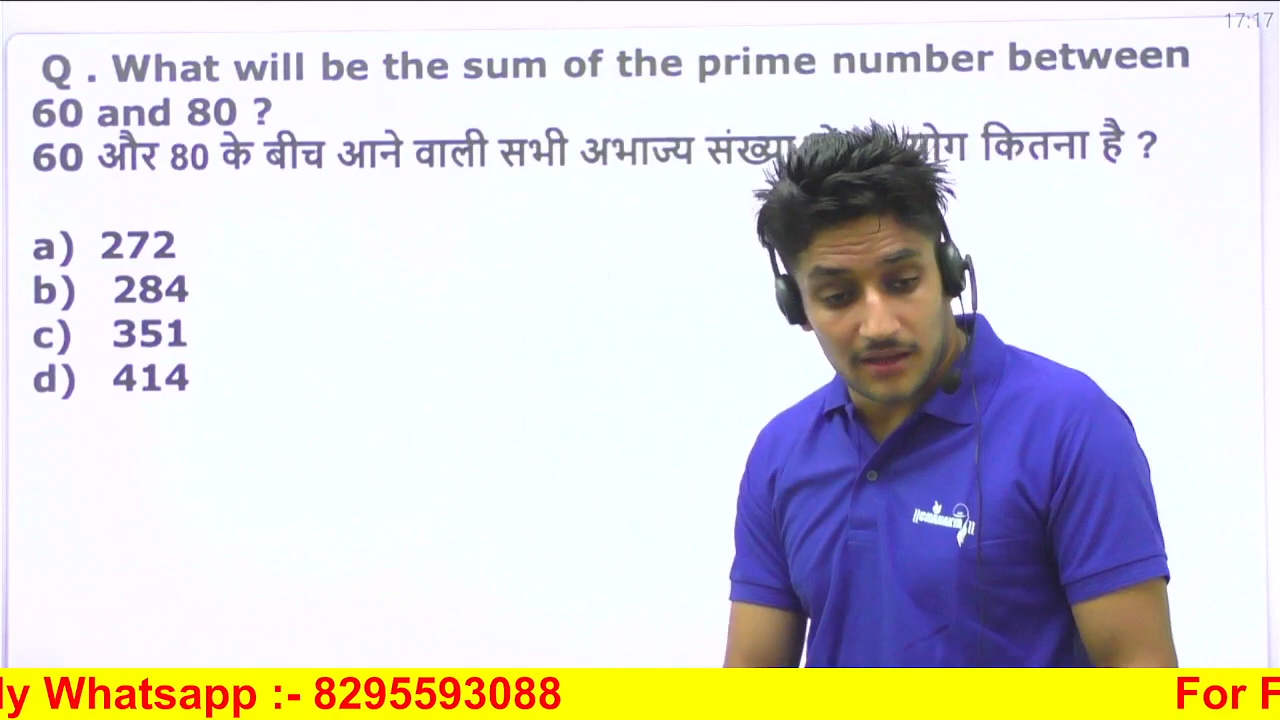 17:17
Q . What will be the sum of the prime number between
60 and 80 ?
60 और 80 के बीच आने वाली सभी अभाज्य कितना है ?
a) 272
b) 284
c) 351
d) 414
Whatsapp :- 8295593088 For